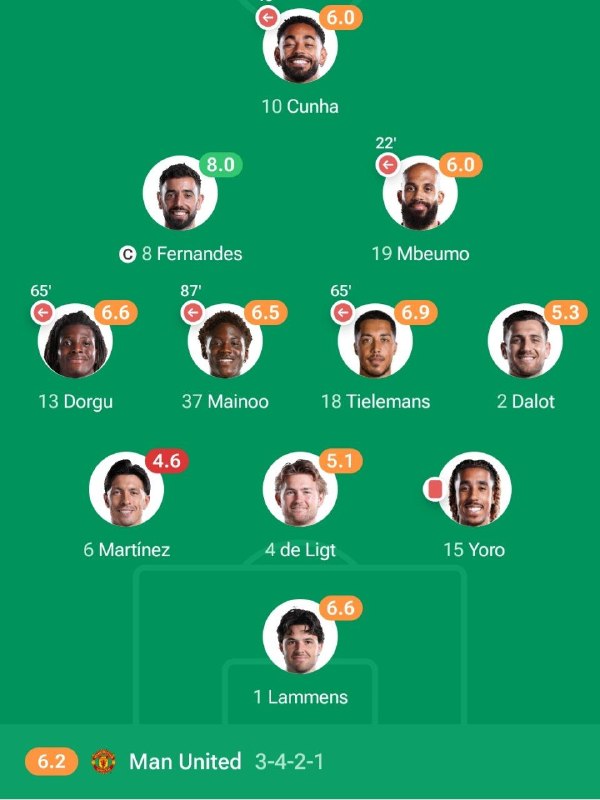 6.0
10 Cunha
8.0
22'
6.0
C 8 Fernandes
19 Mbeumo
65'
6.6
87'
6.5
65'
6.9
5.3
13 Dorgu
37 Mainoo
18 Tielemans
2 Dalot
4.6
5.1
6 Martínez
4 de Ligt
15 Yoro
6.6
1 Lammens
6.2 Man United 3-4-2-1